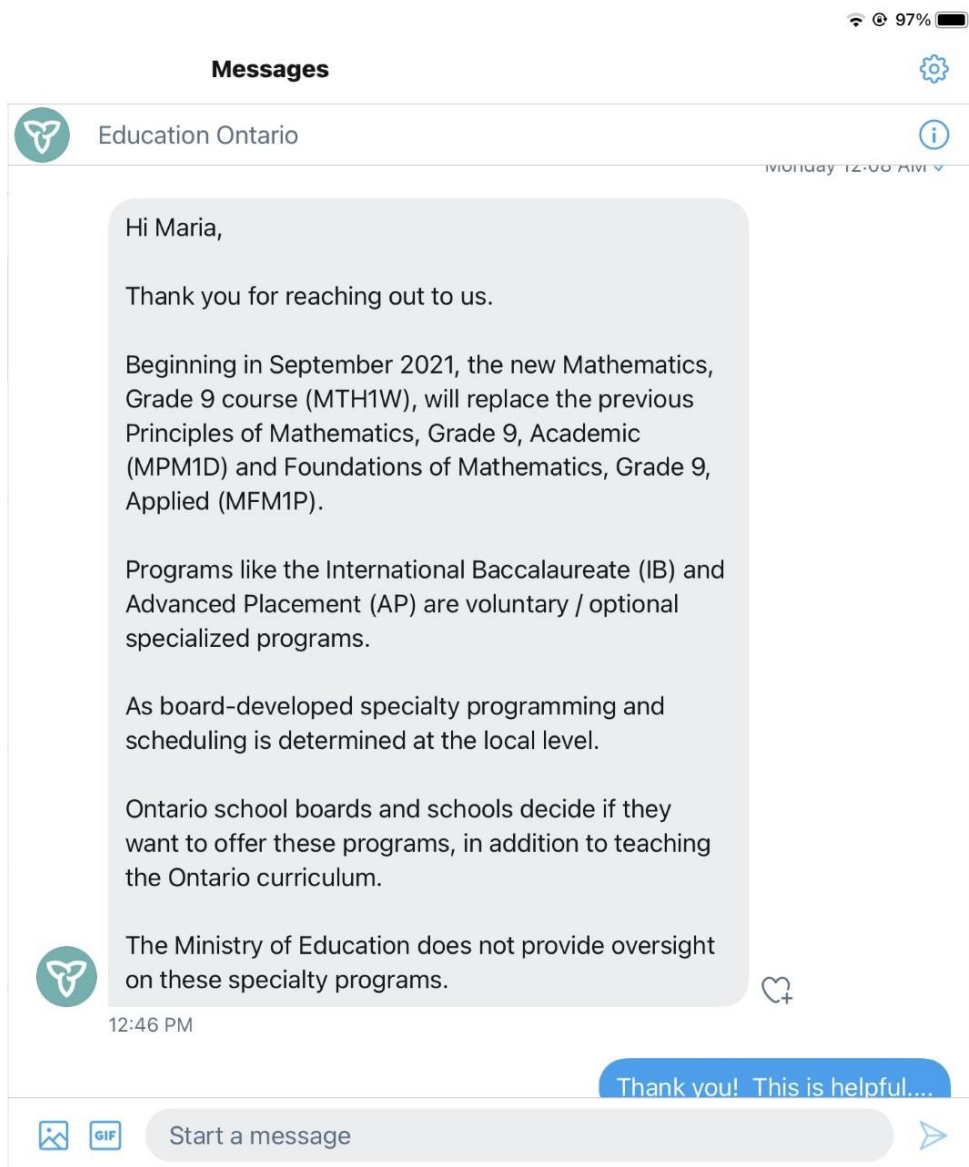 97%
Messages
Education Ontario
Monday 12:08 AM
Hi Maria,
Thank you for reaching out to us.
Beginning in September 2021, the new Mathematics,
Grade 9 course (MTH1W), will replace the previous
Principles of Mathematics, Grade 9, Academic
(MPM1D) and Foundations of Mathematics, Grade 9,
Applied (MFM1P).
Programs like the International Baccalaureate (IB) and
Advanced Placement (AP) are voluntary / optional
specialized programs.
As board-developed specialty programming and
scheduling is determined at the local level.
Ontario school boards and schools decide if they
want to offer these programs, in addition to teaching
the Ontario curriculum.
The Ministry of Education does not provide oversight
on these specialty programs.
12:46 PM
Thank you!  This is helpful....
GIF
Start a message